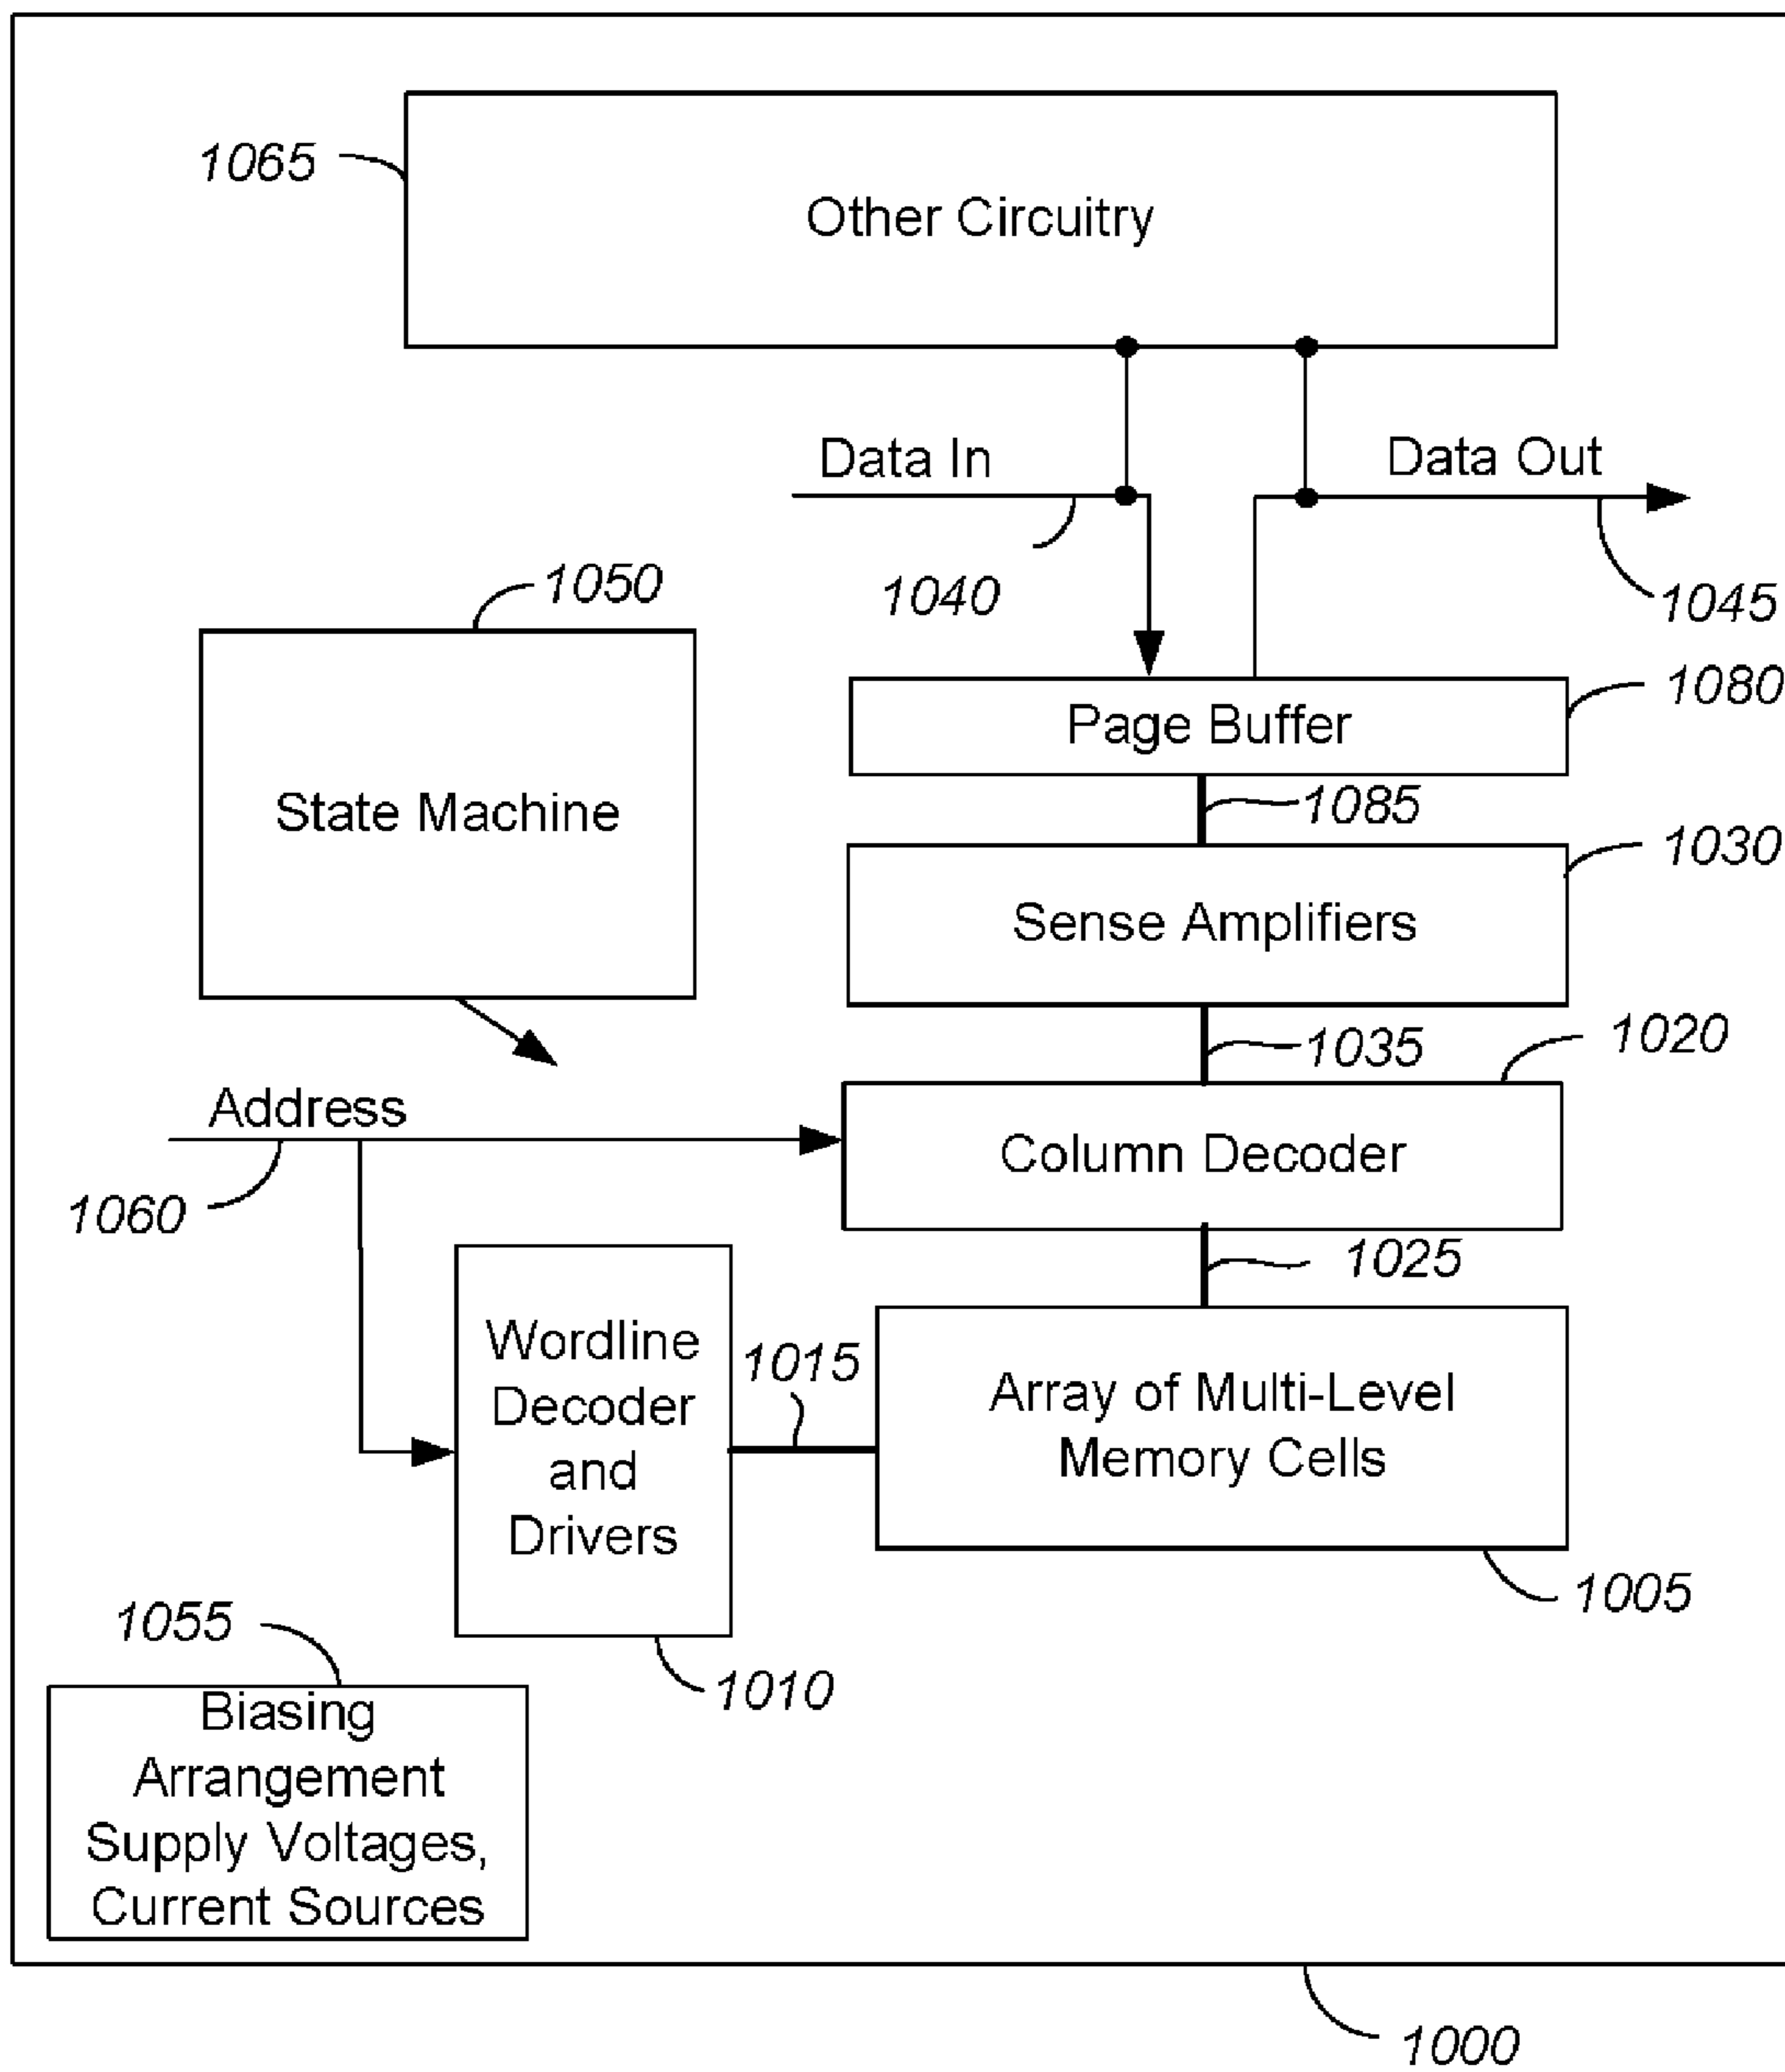 1065
Other Circuitry
Data In
Data Out
1040
1045
1050
State Machine
1080
Page Buffer
1085
1030
Sense Amplifiers
1035
1020
Address
Column Decoder
1060
1025
Wordline
Decoder
and
Drivers
1015
Array of Multi-Level
Memory Cells
1005
1055
1010
Biasing
Arrangement
Supply Voltages,
Current Sources
1000